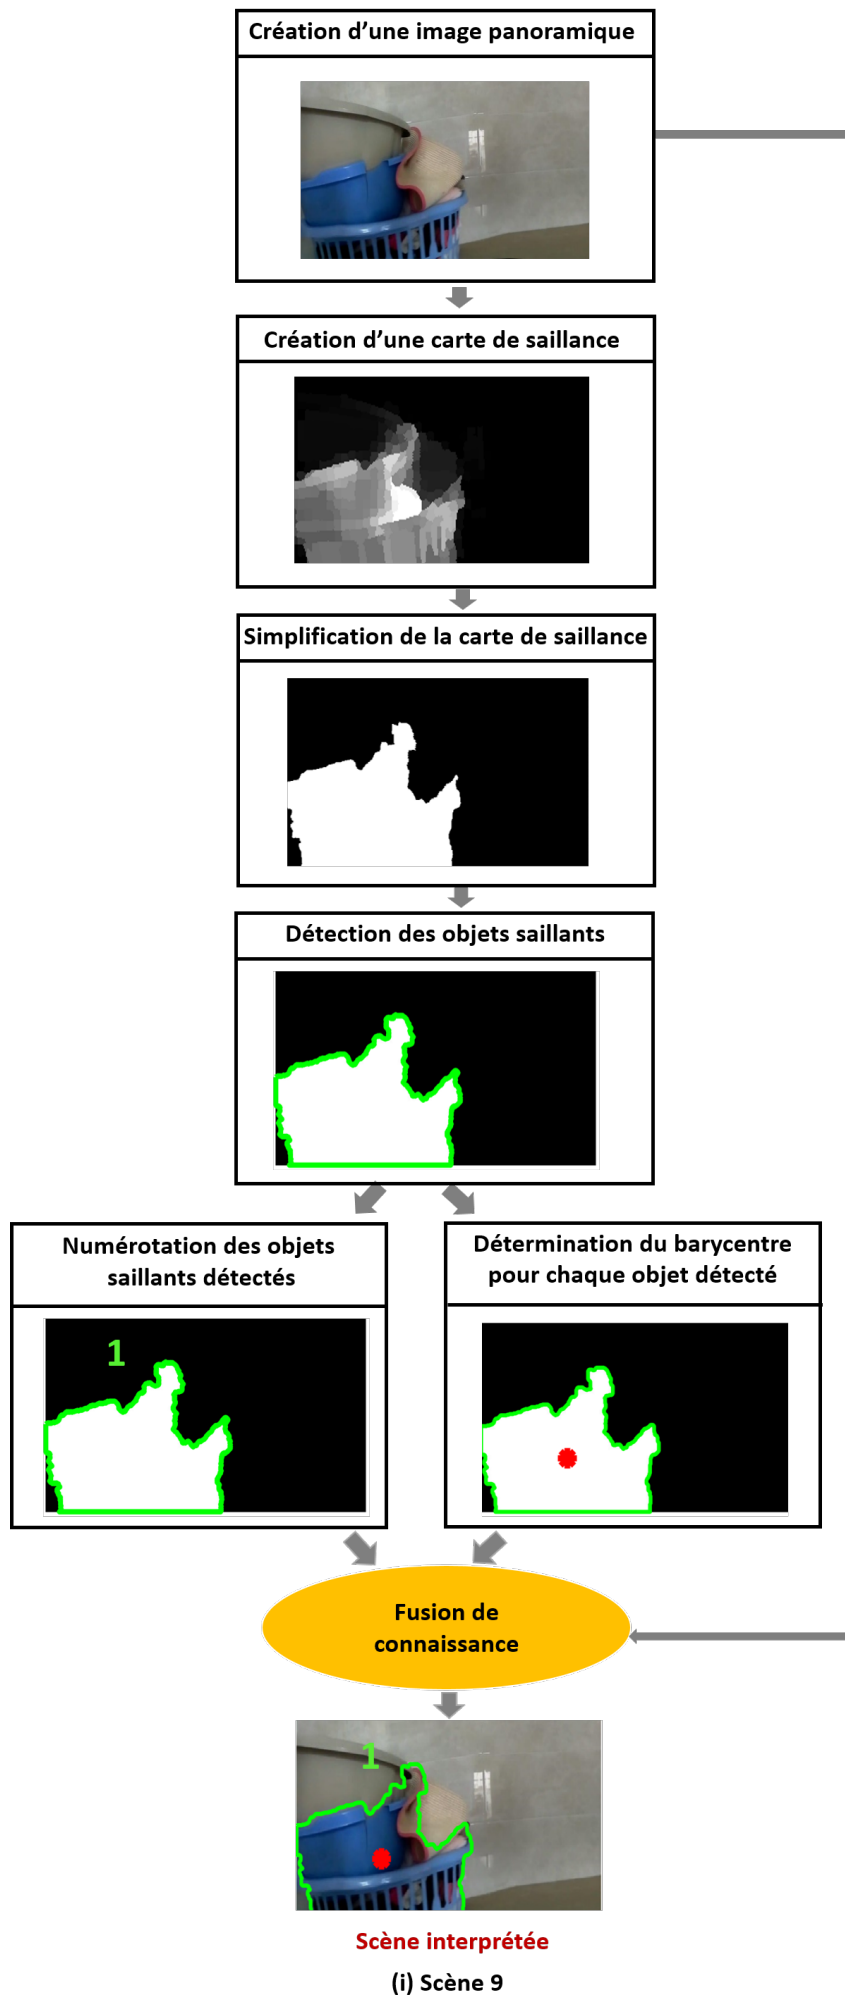 Création d’une image panoramique
Création d’une carte de saillance
Simplification de la carte de saillance
Détection des objets saillants
Numérotation des objets
saillants détectés
1
Détermination du barycentre
pour chaque objet détecté
Fusion de
connaissance
1
Scène interprétée
(i) Scène 9